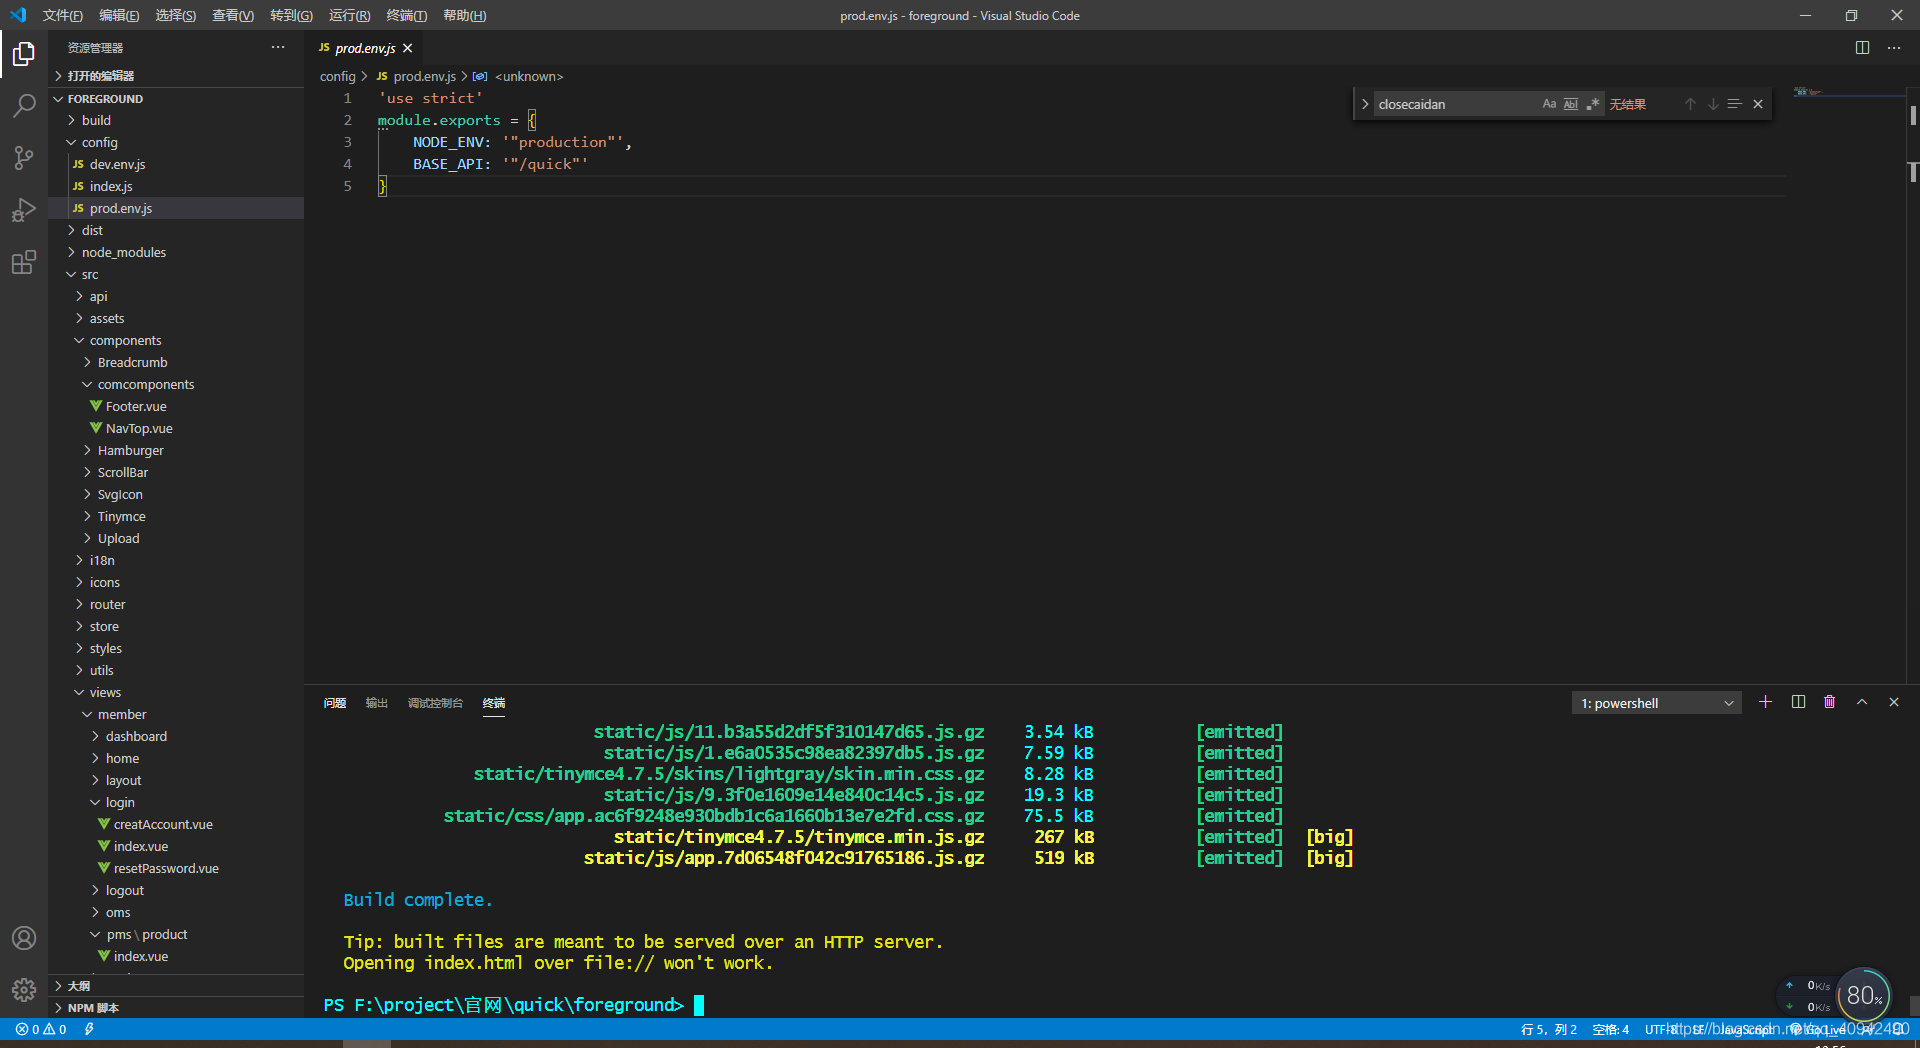 文件(F) 编辑(E) 选择(S) 查看(V) 转到(G) 运行(R) 终端(T) 帮助(H)
prod.env.js - foreground - Visual Studio Code
资源管理器
打开的编辑器
FOREGROUND
build
config
JS dev.env.js
JS index.js
JS prod.env.js
dist
node_modules
src
api
assets
components
Breadcrumb
comcomponents
Footer.vue
NavTop.vue
Hamburger
ScrollBar
SvgIcon
Tinymce
Upload
i18n
icons
router
store
styles
utils
views
member
dashboard
home
layout
login
creatAccount.vue
index.vue
resetPassword.vue
logout
oms
pms \ product
index.vue
大纲
NPM 脚本
JS prod.env.js
config > JS prod.env.js > <unknown>
1 'use strict'
2 module.exports = {
3 NODE_ENV: '"production"',
4 BASE_API: '"/quick"'
5 }
closecaidan Aa Abl .* 无结果
问题 输出 调试控制台 终端
1: powershell
static/js/11.b3a55d2df5f310147d65.js.gz 3.54 kB [emitted]
static/js/1.e6a0535c98ea82397db5.js.gz 7.59 kB [emitted]
static/tinymce4.7.5/skins/lightgray/skin.min.css.gz 8.28 kB [emitted]
static/js/9.3f0e1609e14e840c14c5.js.gz 19.3 kB [emitted]
static/css/app.ac6f9248e930bdb1c6a1660b13e7e2fd.css.gz 75.5 kB [emitted]
static/tinymce4.7.5/tinymce.min.js.gz 267 kB [emitted] [big]
static/js/app.7d06548f042c91765186.js.gz 519 kB [emitted] [big]
Build complete.
Tip: built files are meant to be served over an HTTP server.
Opening index.html over file:// won't work.
PS F:\project\官网\quick\foreground>
0K/s
0K/s
80%
0 0
行 5，列 2 空格: 4 UTF-8 JavaScript Go Live